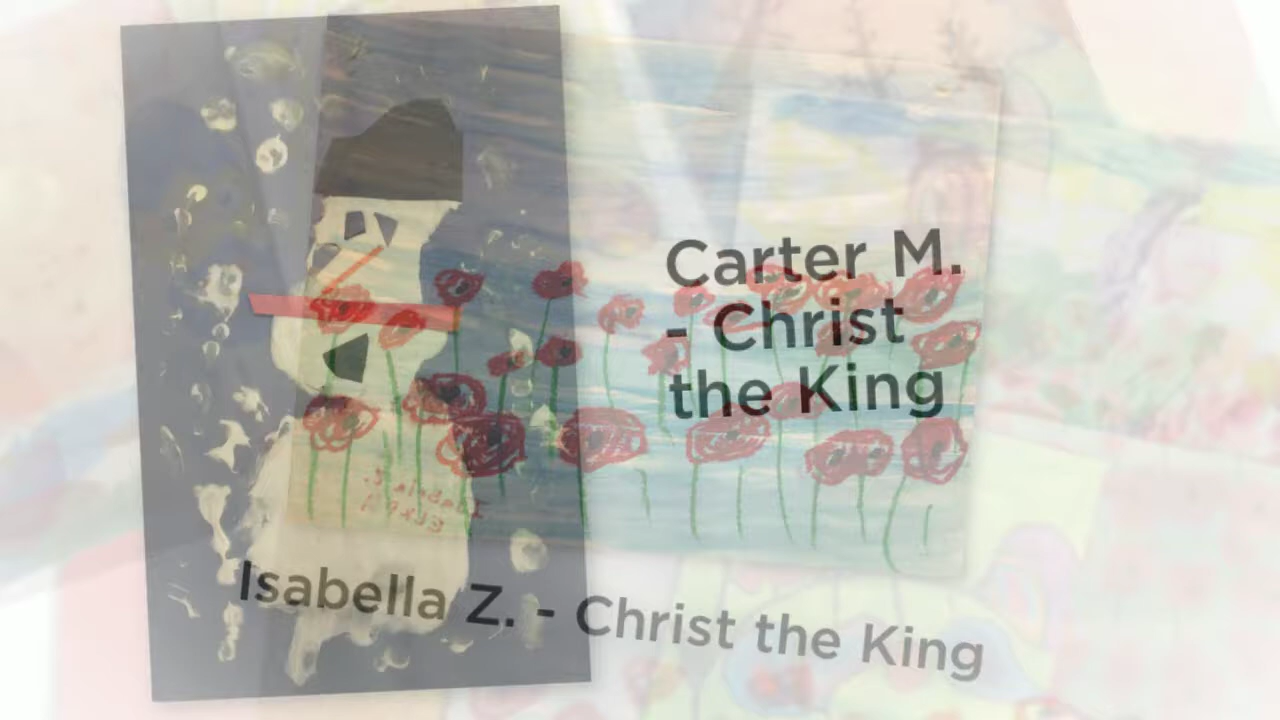 Carter M.
- Christ
the King
Isabella Z. - Christ the King